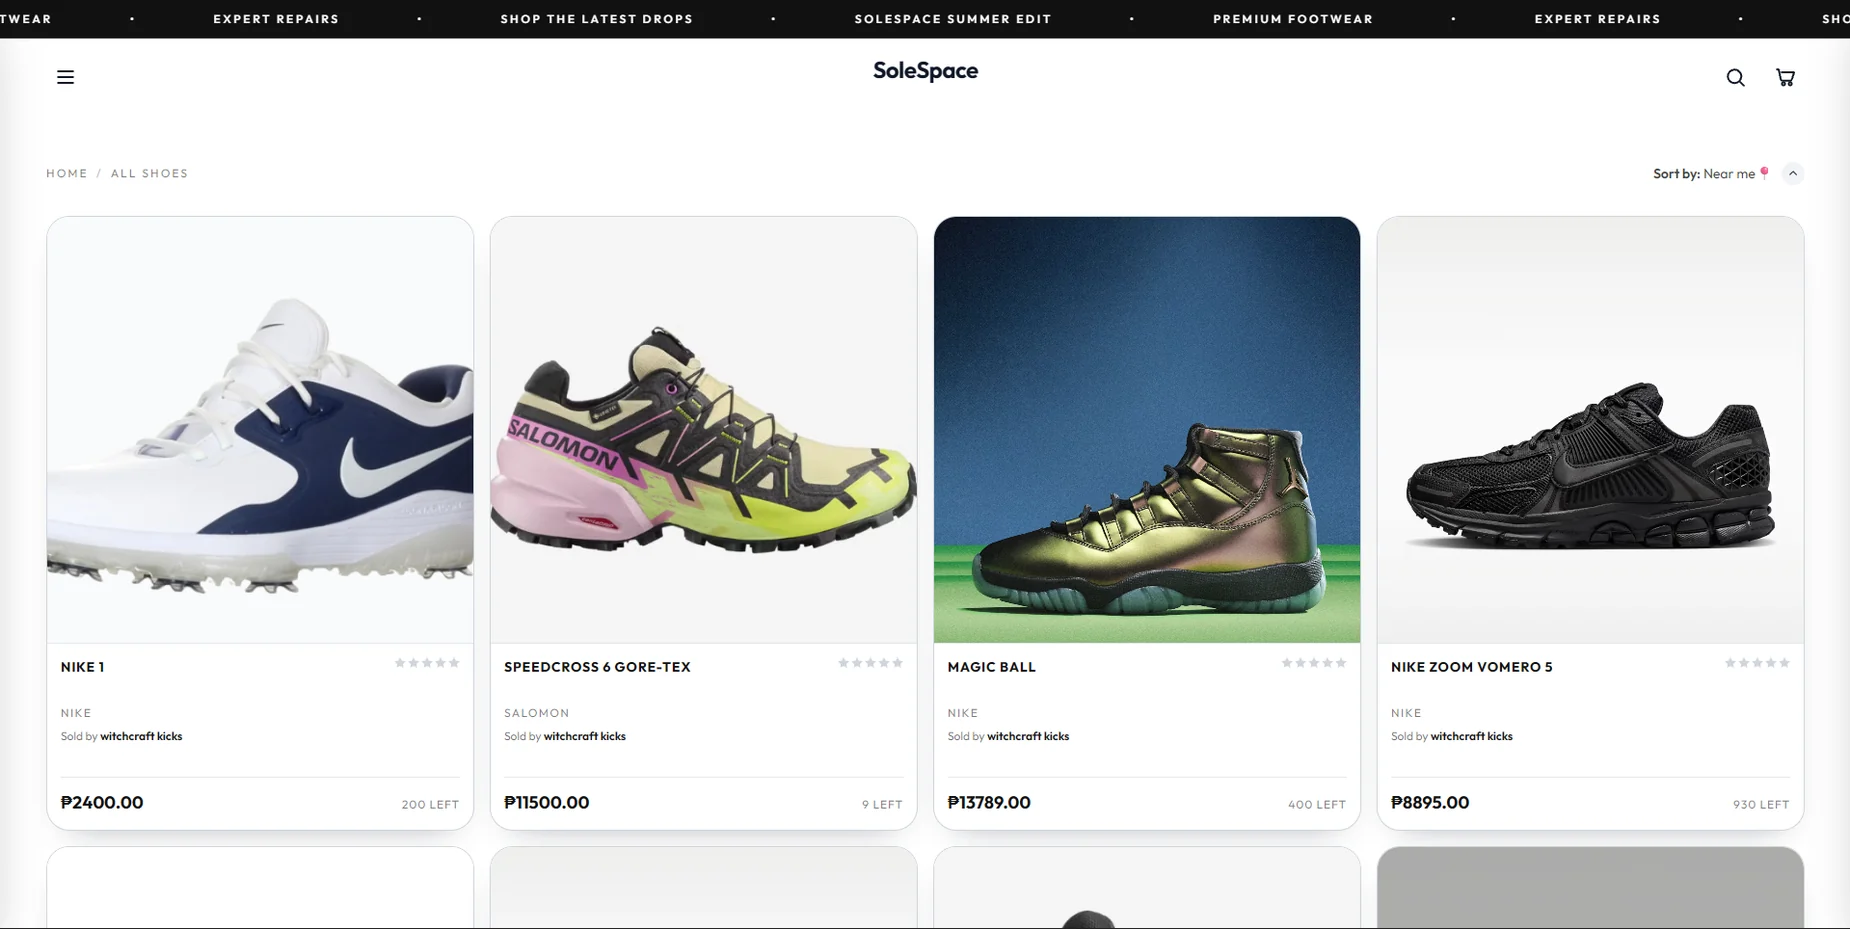 TWEAR • EXPERT REPAIRS • SHOP THE LATEST DROPS • SOLESPACE SUMMER EDIT • PREMIUM FOOTWEAR • EXPERT REPAIRS • SHO
SoleSpace
HOME / ALL SHOES
Sort by: Near me📍
SALOMON
NIKE 1
NIKE
Sold by witchcraft kicks
₱2400.00
200 LEFT
SPEEDCROSS 6 GORE-TEX
SALOMON
Sold by witchcraft kicks
₱11500.00
9 LEFT
MAGIC BALL
NIKE
Sold by witchcraft kicks
₱13789.00
400 LEFT
NIKE ZOOM VOMERO 5
NIKE
Sold by witchcraft kicks
₱8895.00
930 LEFT